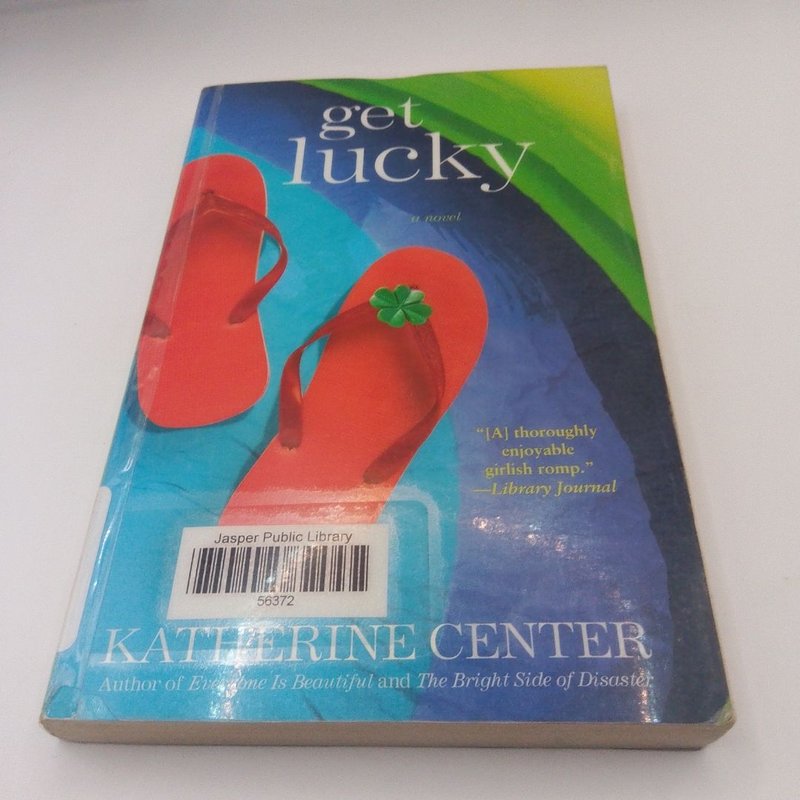 get
lucky
a novel
“[A] thoroughly
enjoyable
girlish romp.”
—Library Journal
Jasper Public Library
56372
KATHERINE CENTER
Author of Everyone Is Beautiful and The Bright Side of Disaster